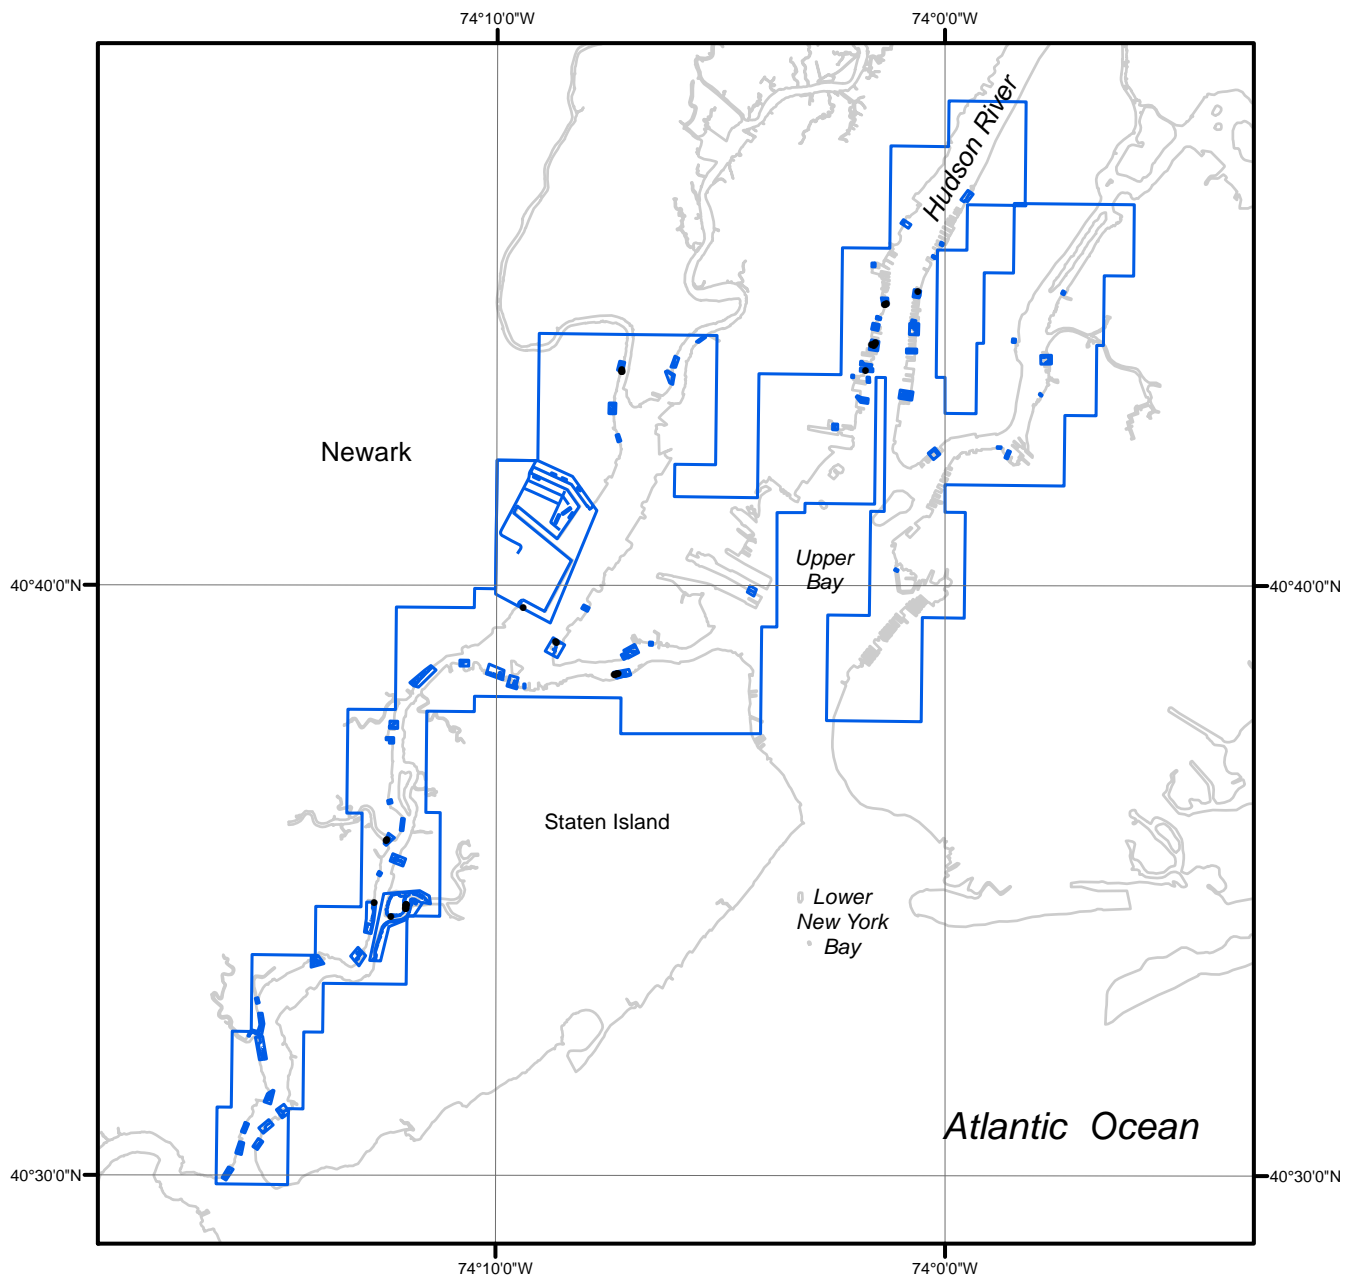 74°10'0"W
74°0'0"W
Hudson River
Newark
Upper
Bay
40°40'0"N
40°40'0"N
Staten Island
Lower
New York
Bay
Atlantic Ocean
40°30'0"N
40°30'0"N
74°10'0"W
74°0'0"W